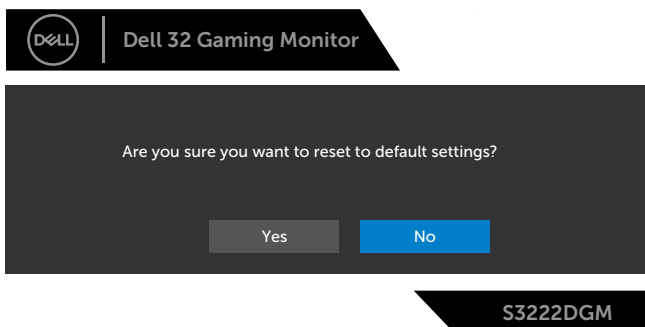 DELL
Dell 32 Gaming Monitor
Are you sure you want to reset to default settings?
Yes
No
S3222DGM